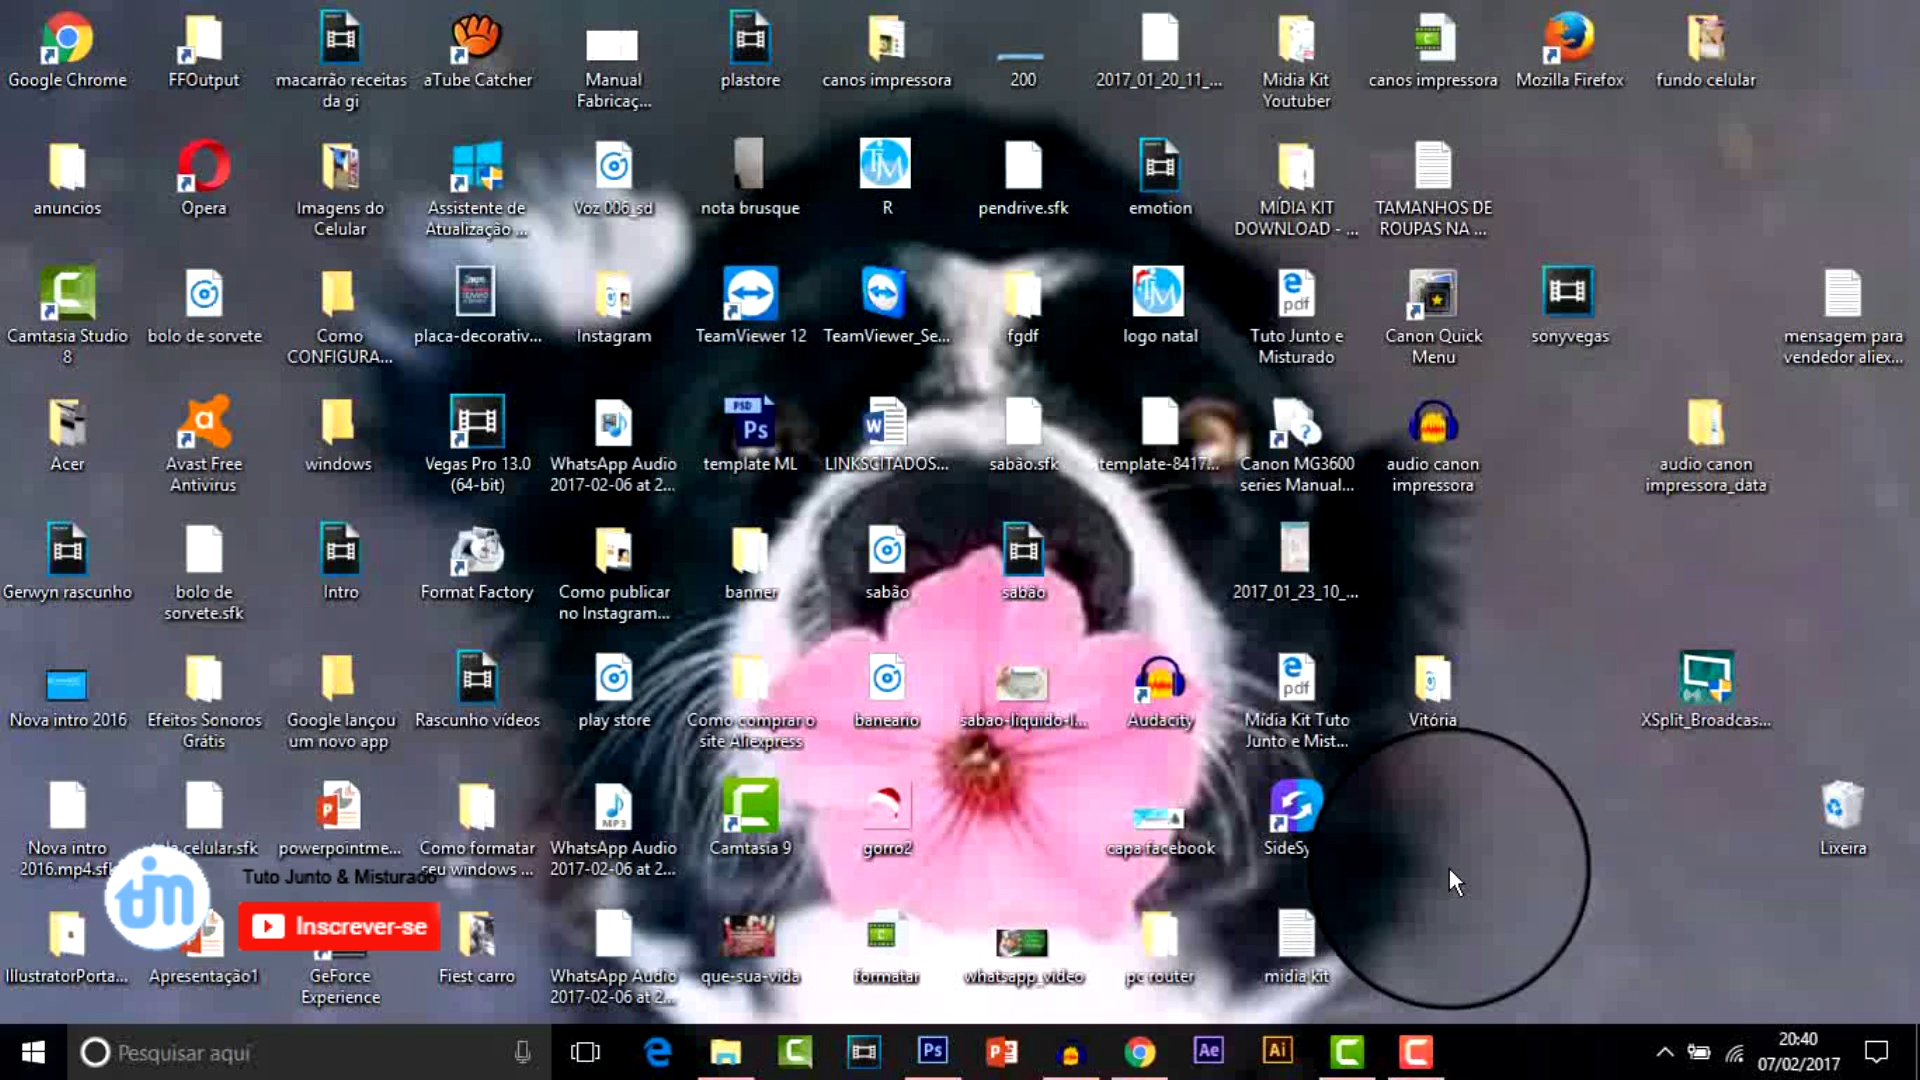 Google Chrome
FFOutput
macarrão receitas
da gi
aTube Catcher
Manual
Fabricaç...
plastore
canos impressora
200
2017_01_20_11_...
Midia Kit
Youtuber
canos impressora
Mozilla Firefox
fundo celular
anuncios
Opera
Imagens do
Celular
Assistente de
Atualização ...
Voz 006_sd
nota brusque
R
pendrive.sfk
emotion
MÍDIA KIT
DOWNLOAD - ...
TAMANHOS DE
ROUPAS NA ...
Camtasia Studio
8
bolo de sorvete
Como
CONFIGURA...
placa-decorativ...
Instagram
TeamViewer 12
TeamViewer_Se...
fgdf
logo natal
pdf
Tuto Junto e
Misturado
Canon Quick
Menu
sonyvegas
mensagem para
vendedor aliex...
Acer
Avast Free
Antivirus
windows
Vegas Pro 13.0
(64-bit)
WhatsApp Audio
2017-02-06 at 2...
PSD
Ps
template ML
LINKSCITADOS...
sabão.sfk
template-8417...
Canon MG3600
series Manual...
audio canon
impressora
audio canon
impressora_data
Gerwyn rascunho
bolo de
sorvete.sfk
Intro
Format Factory
Como publicar
no Instagram...
banner
sabão
sabão
2017_01_23_10_...
Nova intro 2016
Efeitos Sonoros
Grátis
Google lançou
um novo app
Rascunho vídeos
play store
Como comprar o
site Aliexpress
baneario
sabao-liquido-l...
Audacity
pdf
Mídia Kit Tuto
Junto e Mist...
Vitória
XSplit_Broadcas...
Nova intro
2016.mp4.sfk
celular.sfk
powerpointme...
Como formatar
seu windows ...
MP3
WhatsApp Audio
2017-02-06 at 2...
Camtasia 9
gorro2
capa facebook
SideSy
Lixeira
Tuto Junto & Misturado
Inscrever-se
IllustratorPorta...
Apresentação1
GeForce
Experience
Fiest carro
WhatsApp Audio
2017-02-06 at 2...
que-sua-vida
formatar
whatsapp_video
pc router
midia kit
Pesquisar aqui
Ps
Ae
Ai
20:40
07/02/2017